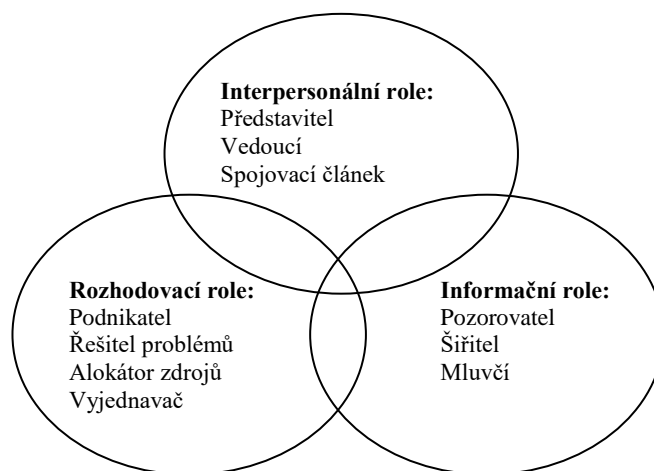 Interpersonální role:
Představitel
Vedoucí
Spojovací článek
Rozhodovací role:
Podnikatel
Řešitel problémů
Alokátor zdrojů
Vyjednavač
Informační role:
Pozorovatel
Šiřitel
Mluvčí